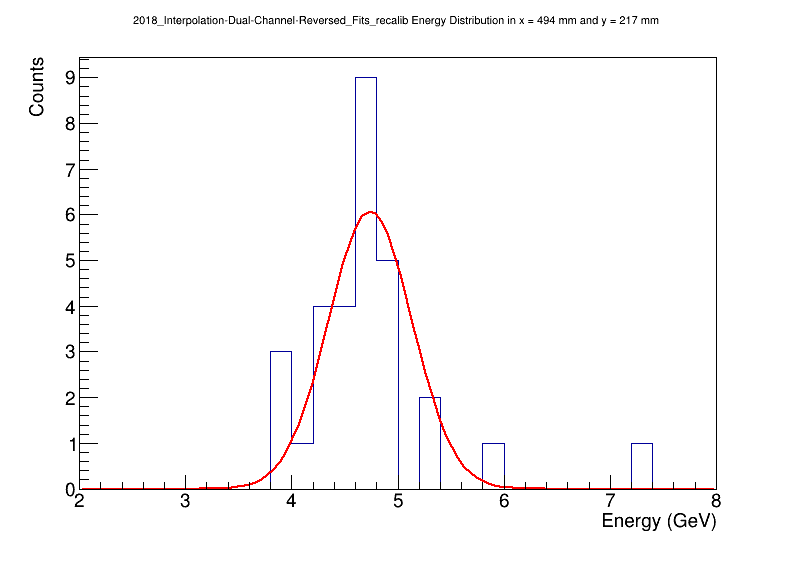 2018_Interpolation-Dual-Channel-Reversed_Fits_recalib Energy Distribution in x = 494 mm and y = 217 mm
Counts
9
8
7
6
5
4
3
2
1
0
2 3 4 5 6 7 8
Energy (GeV)